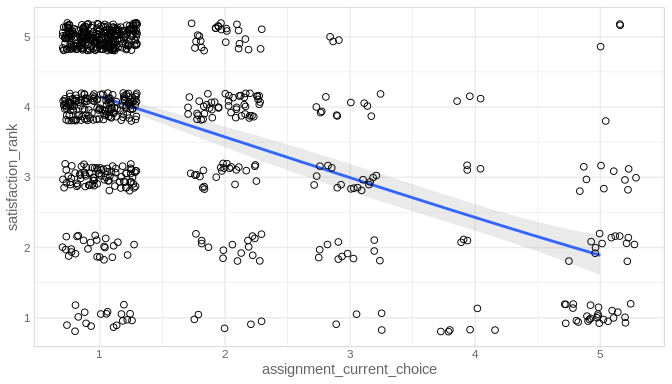 5
4
3
2
1
satisfaction_rank
1 2 3 4 5
assignment_current_choice